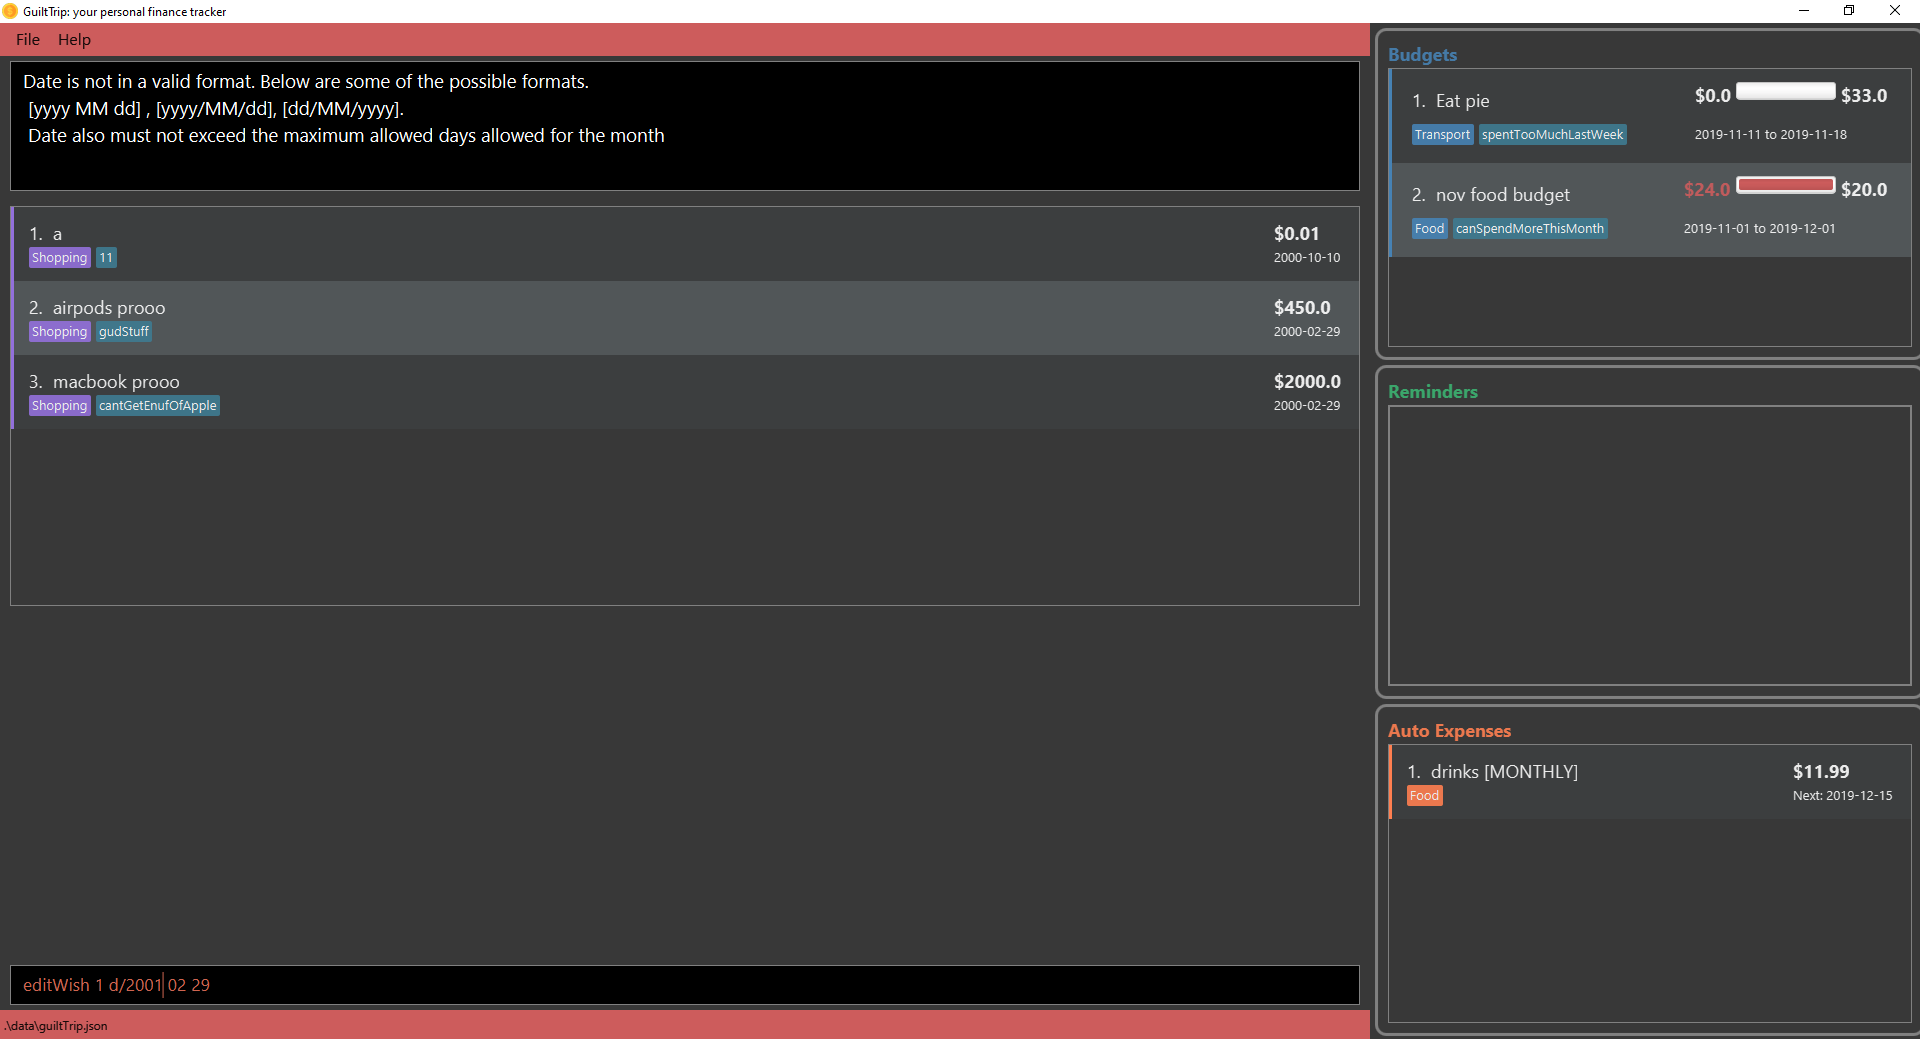 GuiltTrip: your personal finance tracker
File Help
Date is not in a valid format. Below are some of the possible formats.
[yyyy MM dd] , [yyyy/MM/dd], [dd/MM/yyyy].
Date also must not exceed the maximum allowed days allowed for the month
1. a $0.01
Shopping 11 2000-10-10
2. airpods prooo $450.0
Shopping gudStuff 2000-02-29
3. macbook prooo $2000.0
Shopping cantGetEnufOfApple 2000-02-29
editWish 1 d/2001 02 29
.\data\guiltTrip.json
Budgets
1. Eat pie $0.0 $33.0
Transport spentTooMuchLastWeek 2019-11-11 to 2019-11-18
2. nov food budget $24.0 $20.0
Food canSpendMoreThisMonth 2019-11-01 to 2019-12-01
Reminders
Auto Expenses
1. drinks [MONTHLY] $11.99
Food Next: 2019-12-15